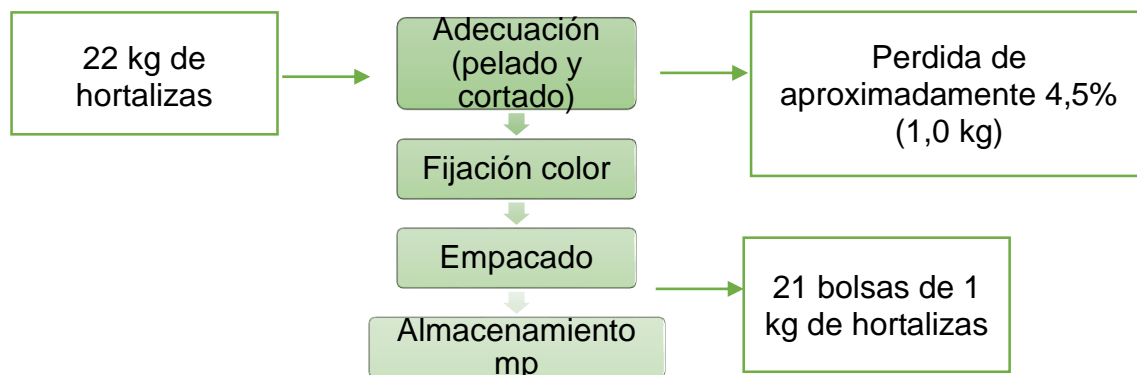 22 kg de
hortalizas
Adecuación
(pelado y
cortado)
Perdida de
aproximadamente 4,5%
(1,0 kg)
Fijación color
Empacado
21 bolsas de 1
kg de hortalizas
Almacenamiento
mp